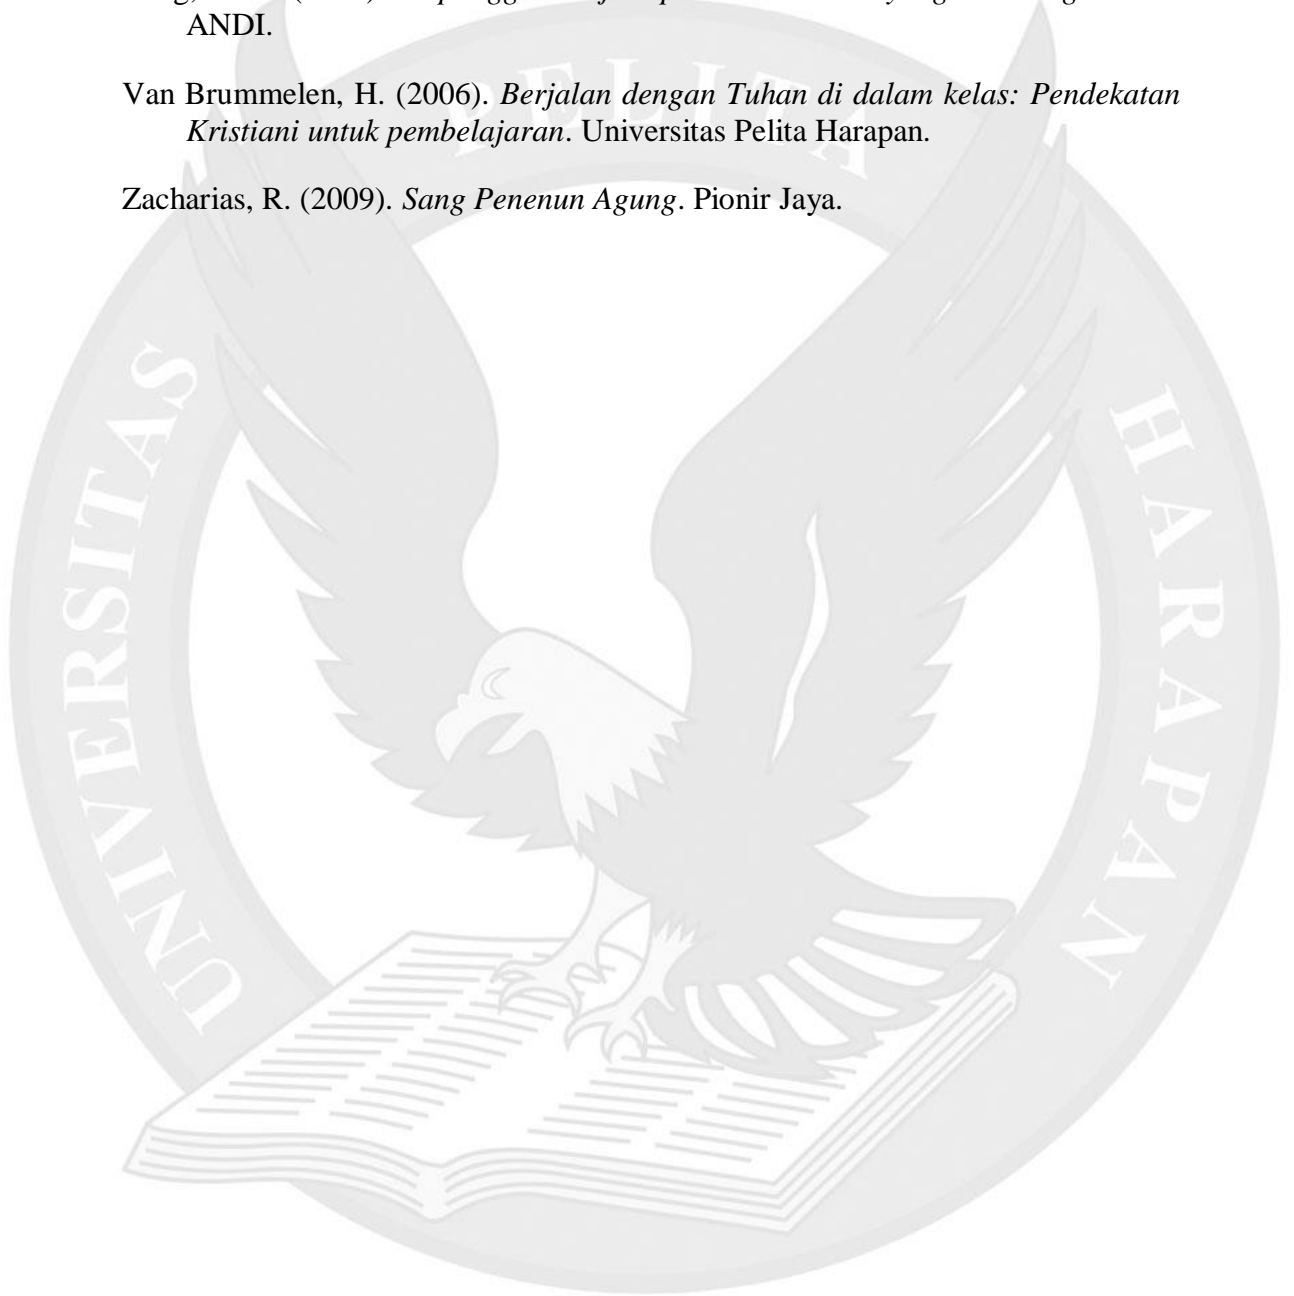 ANDI.
Van Brummelen, H. (2006). Berjalan dengan Tuhan di dalam kelas: Pendekatan
Kristiani untuk pembelajaran. Universitas Pelita Harapan.
Zacharias, R. (2009). Sang Penenun Agung. Pionir Jaya.
UNIVERSITAS PELITA HARAPAN